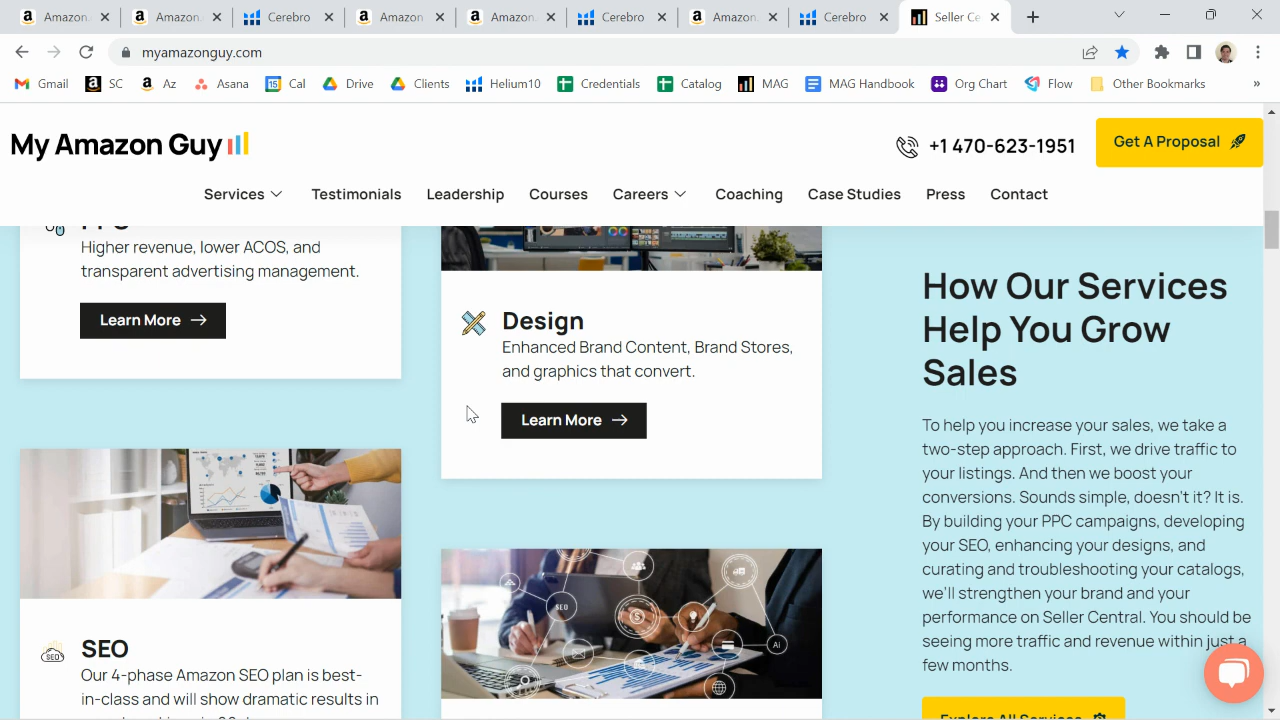 Amazon
Amazon
Cerebro
Amazon
Amazon
Cerebro
Amazon
Cerebro
Seller Ce
myamazonguy.com
Gmail
SC
Az
Asana
Cal
Drive
Clients
Helium10
Credentials
Catalog
MAG
MAG Handbook
Org Chart
Flow
Other Bookmarks
»
My Amazon Guy
+1 470-623-1951
Get A Proposal
Services
Testimonials
Leadership
Courses
Careers
Coaching
Case Studies
Press
Contact
Higher revenue, lower ACOS, and
transparent advertising management.
Learn More
Design
Enhanced Brand Content, Brand Stores,
and graphics that convert.
Learn More
SEO
SEO
Our 4-phase Amazon SEO plan is best-
in-class and will show dramatic results in
SEO
AI
How Our Services
Help You Grow
Sales
To help you increase your sales, we take a
two-step approach. First, we drive traffic to
your listings. And then we boost your
conversions. Sounds simple, doesn't it? It is.
By building your PPC campaigns, developing
your SEO, enhancing your designs, and
curating and troubleshooting your catalogs,
we'll strengthen your brand and your
performance on Seller Central. You should be
seeing more traffic and revenue within just a
few months.
Explore All Services